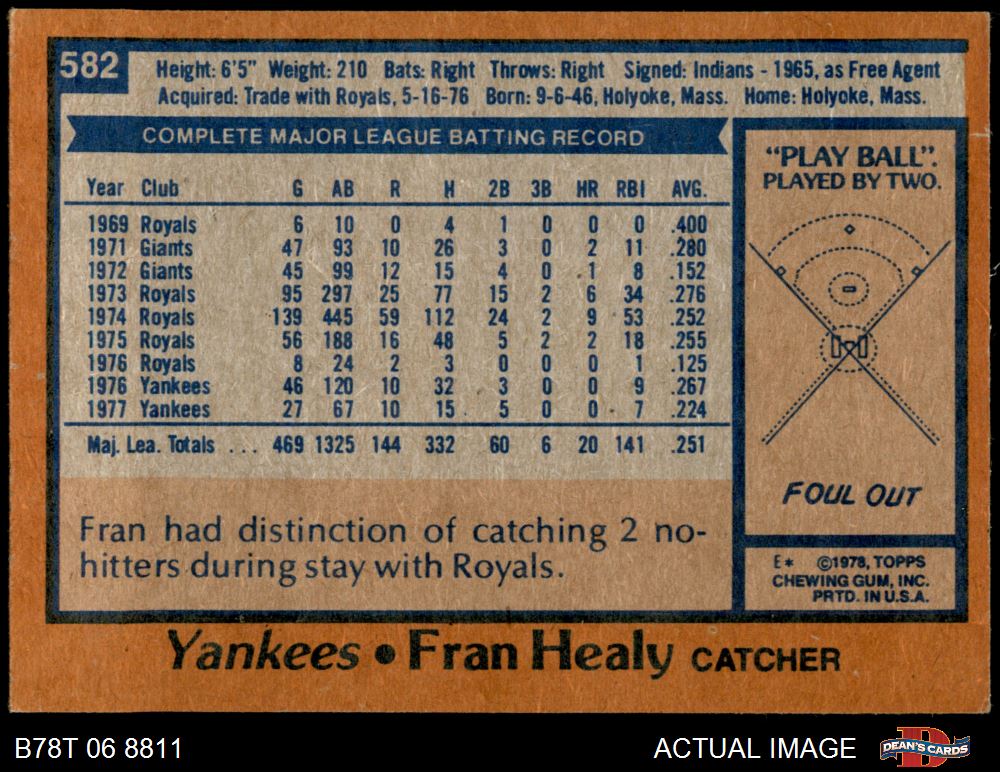 582
Height: 6'5" Weight: 210 Bats: Right Throws: Right Signed: Indians - 1965, as Free Agent
Acquired: Trade with Royals, 5-16-76 Born: 9-6-46, Holyoke, Mass. Home: Holyoke, Mass.
COMPLETE MAJOR LEAGUE BATTING RECORD
Year Club G AB R H 2B 3B HR RBI AVG.
1969 Royals 6 10 0 4 1 0 0 0 .400
1971 Giants 47 93 10 26 3 0 2 11 .280
1972 Giants 45 99 12 15 4 0 1 8 .152
1973 Royals 95 297 25 77 15 2 6 34 .276
1974 Royals 139 445 59 112 24 2 9 53 .252
1975 Royals 56 188 16 48 5 2 2 18 .255
1976 Royals 8 24 2 3 0 0 0 1 .125
1976 Yankees 46 120 10 32 3 0 0 9 .267
1977 Yankees 27 67 10 15 5 0 0 7 .224
Maj. Lea. Totals ... 469 1325 144 332 60 6 20 141 .251
Fran had distinction of catching 2 no-
hitters during stay with Royals.
"PLAY BALL".
PLAYED BY TWO.
FOUL OUT
E* ©1978, TOPPS
CHEWING GUM, INC.
PRTD. IN U.S.A.
Yankees • Fran Healy CATCHER
B78T 06 8811
ACTUAL IMAGE
D
DEAN'S CARDS